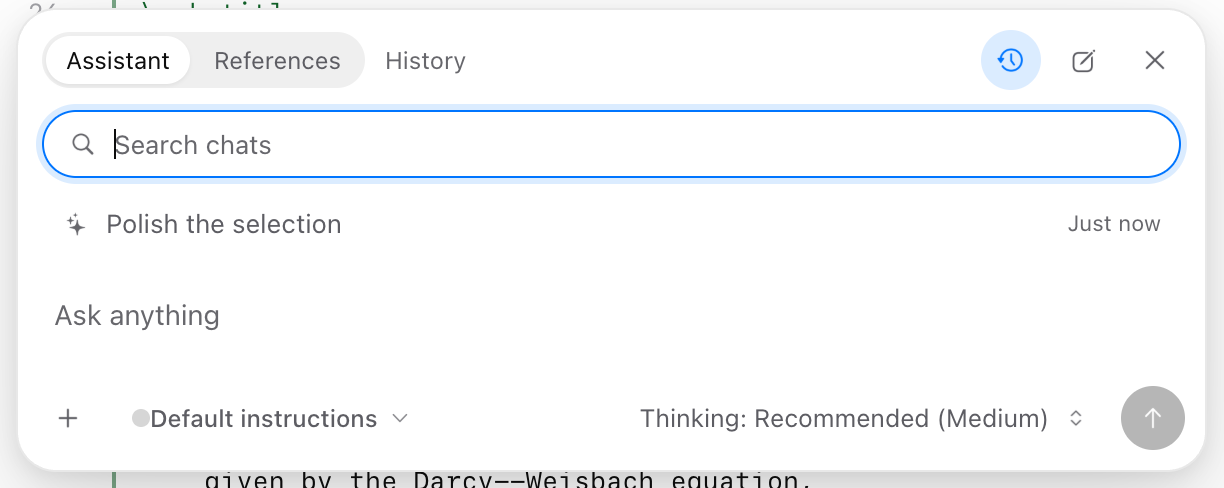 Assistant References History
Search chats
Polish the selection Just now
Ask anything
Default instructions Thinking: Recommended (Medium)
given by the Darcy--Weisbach equation,